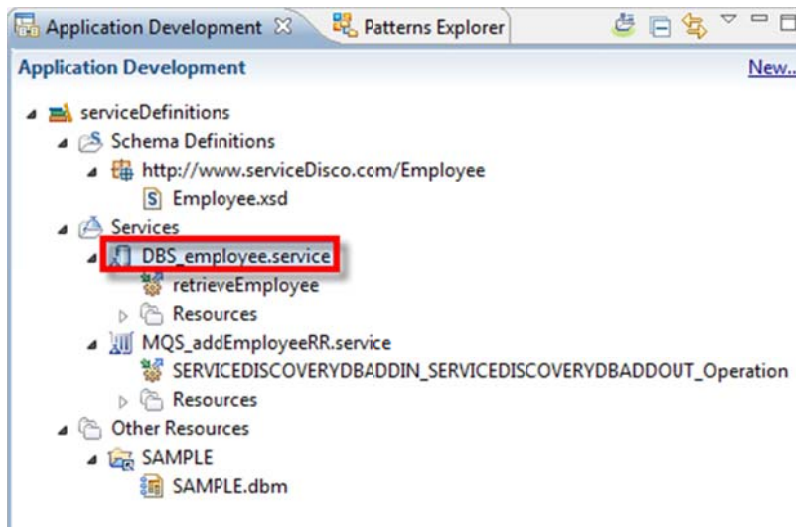 Application Development Patterns Explorer
Application Development New...
serviceDefinitions
Schema Definitions
http://www.serviceDisco.com/Employee
Employee.xsd
Services
DBS_employee.service
retrieveEmployee
Resources
MQS_addEmployeeRR.service
SERVICEDISCOVERYDBADDIN_SERVICEDISCOVERYDBADDOUT_Operation
Resources
Other Resources
SAMPLE
SAMPLE.dbm